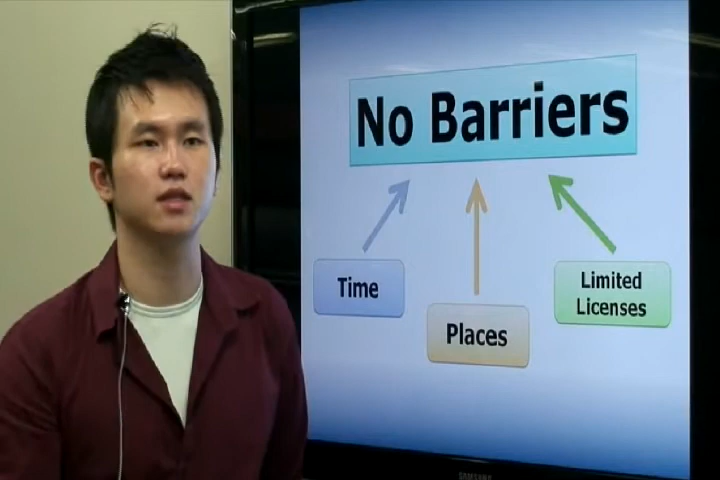 No Barriers
Time
Places
Limited
Licenses
SAMSUNG